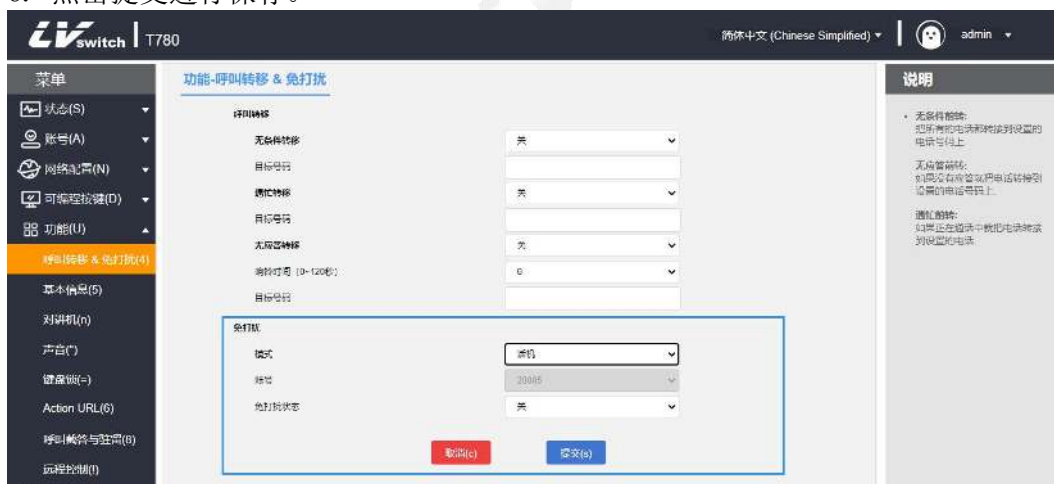 6. 点击提交进行保存。
LVswitch T780
简体中文 (Chinese Simplified)
admin
菜单
状态(S)
账号(A)
网络配置(N)
可编程按键(D)
功能(U)
呼叫转移 & 免打扰(4)
基本信息(5)
对讲机(n)
声音(")
键盘锁(=)
Action URL(6)
呼叫截答与驻留(8)
远程控制(!)
功能-呼叫转移 & 免打扰
呼叫转移
无条件转移
关
目标号码
遇忙转移
关
目标号码
无应答转移
关
响铃时间 (0~120秒)
0
目标号码
免打扰
模式
话机
账号
20005
免打扰状态
关
取消(c)
提交(s)
说明
无条件前转:
把所有的电话都转接到设置的
电话号码上
无应答前转:
如果没有应答就把电话转接到
设置的电话号码上.
遇忙前转:
如果正在通话中就把电话转接
到设置的电话